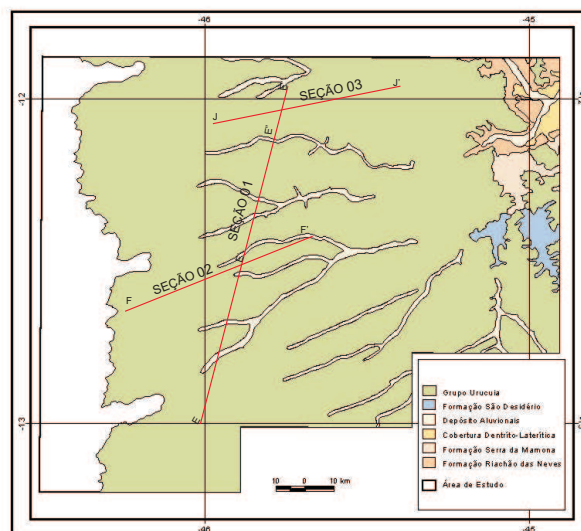 -46
-45
-12
J'
SEÇÃO 03
J
E'
SEÇÃO 01
F'
E'
SEÇÃO 02
F
-13
E
Grupo Urucuia
Formação São Desidério
Depósito Aluvionais
Cobertura Dentrito-Laterítica
Formação Serra da Mamona
Formação Riachão das Neves
Área de Estudo
10 0 10 km
-46
-45